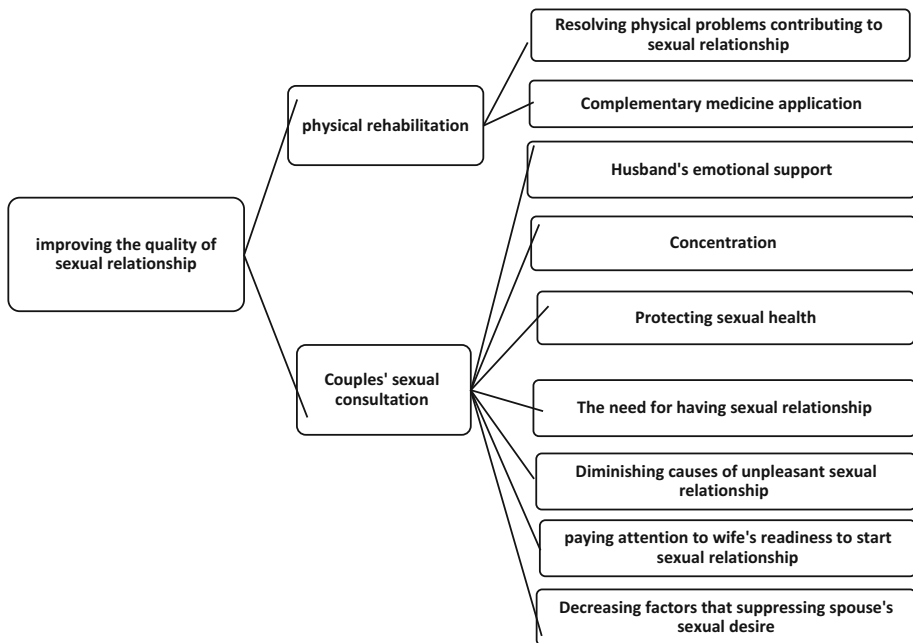 improving the quality of
sexual relationship
physical rehabilitation
Resolving physical problems contributing to
sexual relationship
Complementary medicine application
Couples' sexual
consultation
Husband's emotional support
Concentration
Protecting sexual health
The need for having sexual relationship
Diminishing causes of unpleasant sexual
relationship
paying attention to wife's readiness to start
sexual relationship
Decreasing factors that suppressing spouse's
sexual desire